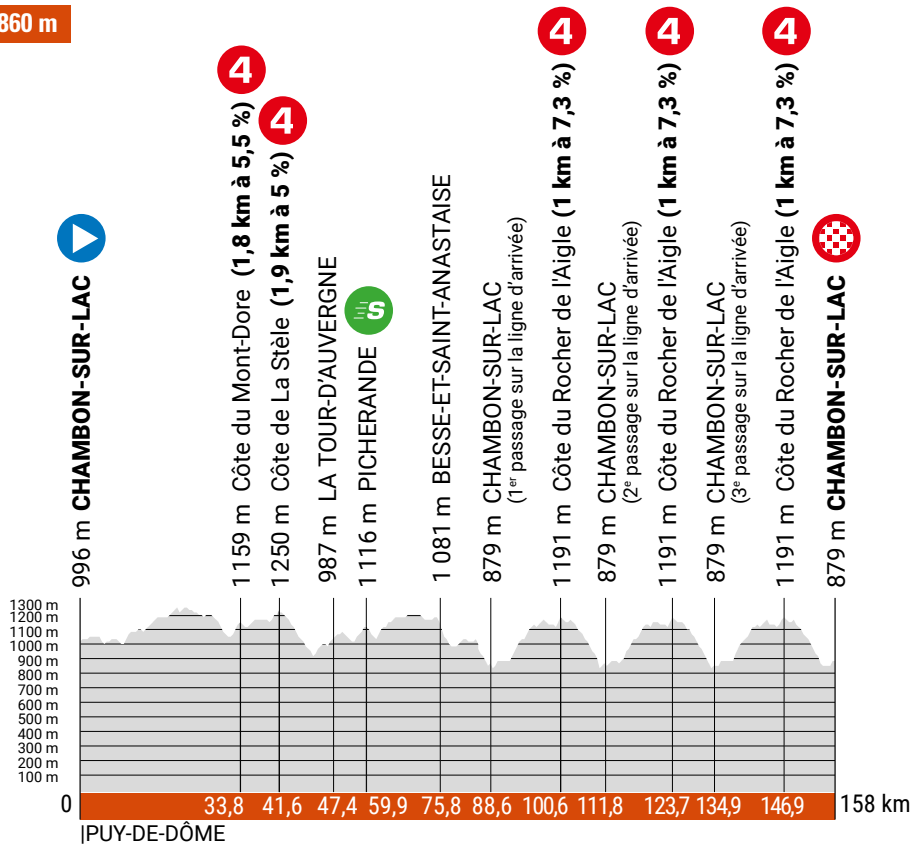 860 m
996 m CHAMBON-SUR-LAC
4
1159 m Côte du Mont-Dore (1,8 km à 5,5 %)
4
1250 m Côte de La Stèle (1,9 km à 5 %)
987 m LA TOUR-D'AUVERGNE
S
1 116 m PICHERANDE
1 081 m BESSE-ET-SAINT-ANASTAISE
879 m CHAMBON-SUR-LAC
(1er passage sur la ligne d'arrivée)
4
1191 m Côte du Rocher de l'Aigle (1 km à 7,3 %)
879 m CHAMBON-SUR-LAC
(2e passage sur la ligne d'arrivée)
4
1191 m Côte du Rocher de l'Aigle (1 km à 7,3 %)
879 m CHAMBON-SUR-LAC
(3e passage sur la ligne d'arrivée)
4
1191 m Côte du Rocher de l'Aigle (1 km à 7,3 %)
879 m CHAMBON-SUR-LAC
1300 m
1200 m
1100 m
1000 m
900 m
800 m
700 m
600 m
500 m
400 m
300 m
200 m
100 m
0 33,8 41,6 47,4 59,9 75,8 88,6 100,6 111,8 123,7 134,9 146,9 158 km
|PUY-DE-DÔME